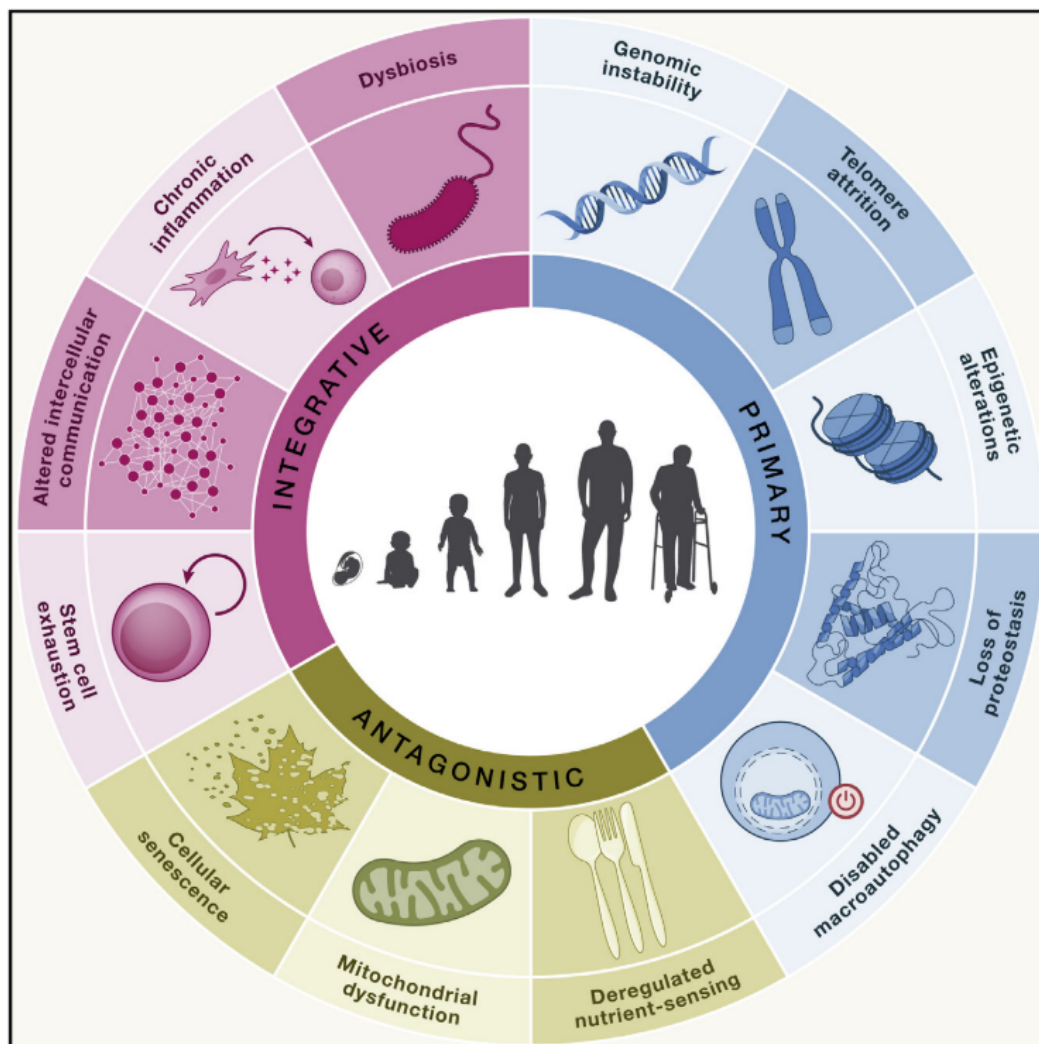 Dysbiosis
Genomic
instability
Telomere
attrition
Epigenetic
alterations
Loss of
proteostasis
Disabled
macroautophagy
Deregulated
nutrient-sensing
Mitochondrial
dysfunction
Cellular
senescence
Stem cell
exhaustion
Altered intercellular
communication
Chronic
inflammation
INTEGRATIVE
PRIMARY
ANTAGONISTIC